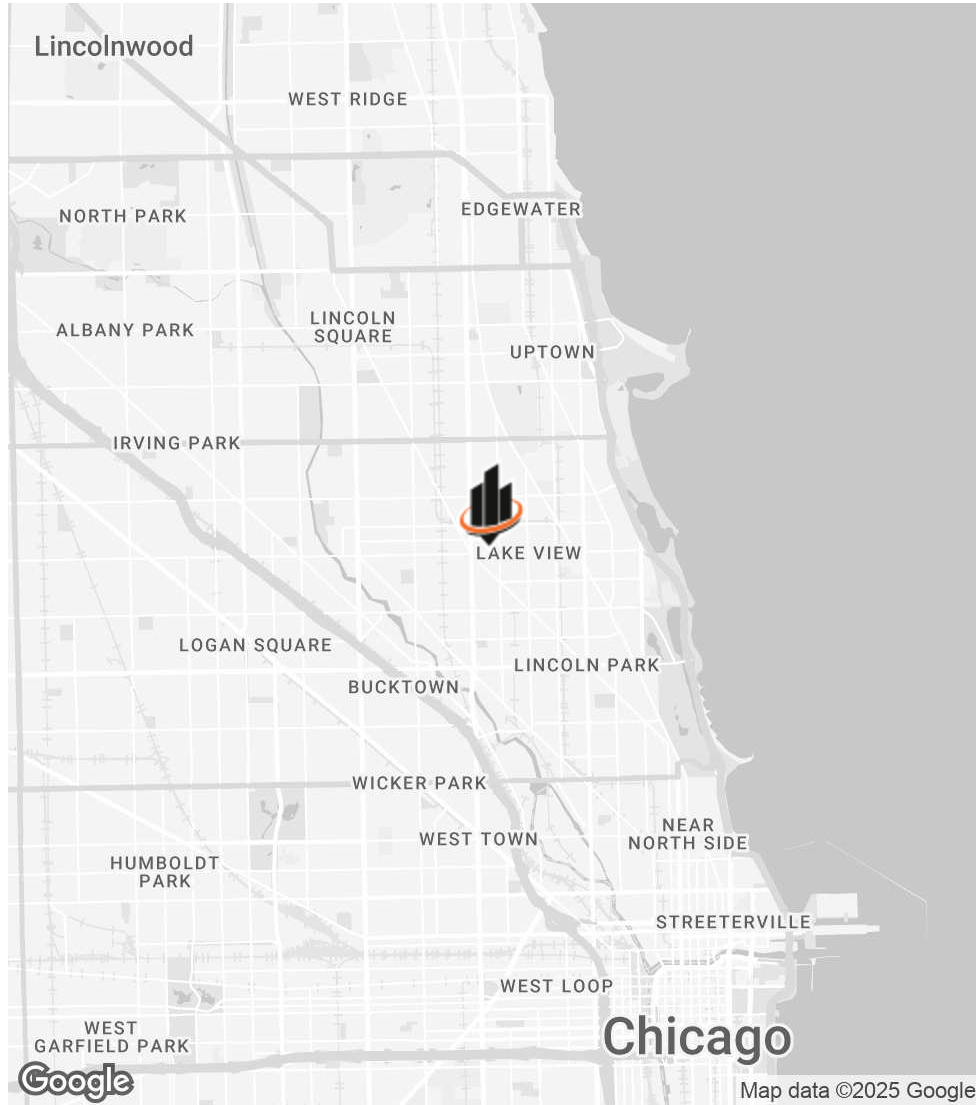 Lincolnwood
WEST RIDGE
NORTH PARK
EDGEWATER
ALBANY PARK
LINCOLN
SQUARE
UPTOWN
IRVING PARK
LAKE VIEW
LOGAN SQUARE
LINCOLN PARK
BUCKTOWN
WICKER PARK
NEAR
NORTH SIDE
WEST TOWN
HUMBOLDT
PARK
STREETERVILLE
WEST LOOP
WEST
GARFIELD PARK
Chicago
Google
Map data ©2025 Google